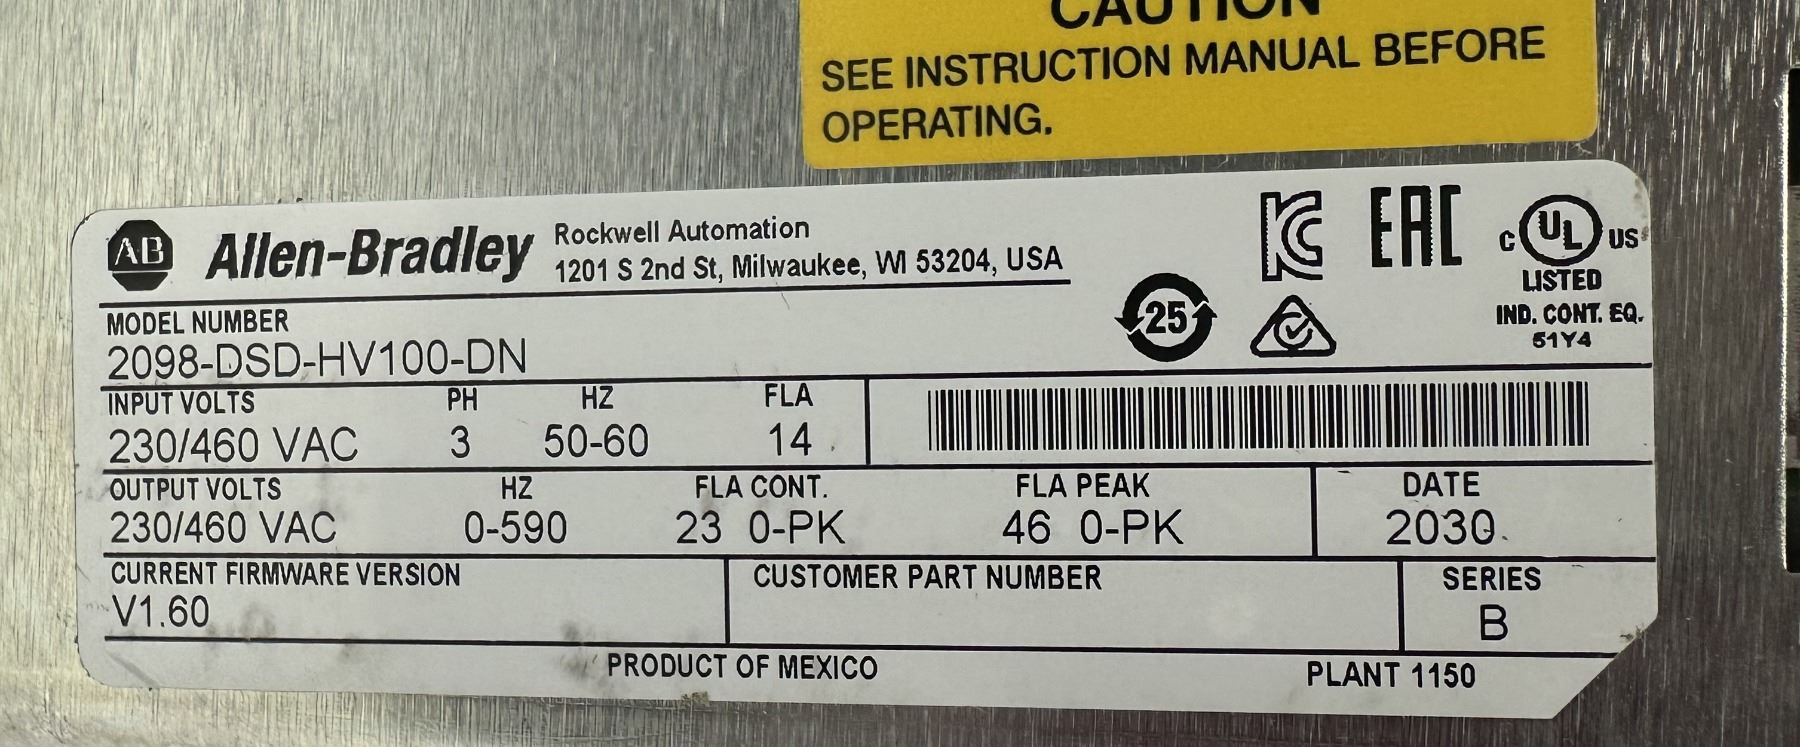 CAUTION
SEE INSTRUCTION MANUAL BEFORE
OPERATING.
AB Allen-Bradley
Rockwell Automation
1201 S 2nd St, Milwaukee, WI 53204, USA
25
EAC
C UL US
LISTED
IND. CONT. EQ.
51Y4
MODEL NUMBER
2098-DSD-HV100-DN
INPUT VOLTS PH HZ FLA
230/460 VAC 3 50-60 14
OUTPUT VOLTS HZ FLA CONT. FLA PEAK DATE
230/460 VAC 0-590 23 0-PK 46 0-PK 2030
CURRENT FIRMWARE VERSION CUSTOMER PART NUMBER SERIES
V1.60 B
PRODUCT OF MEXICO PLANT 1150